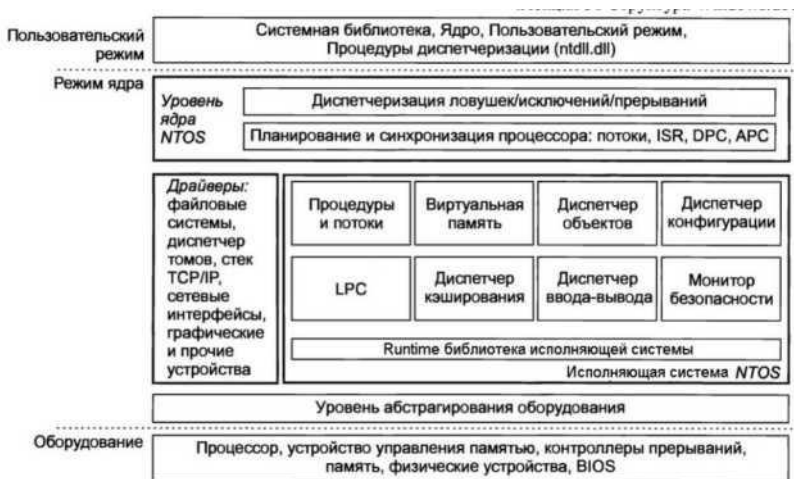 Пользовательский
режим
Системная библиотека, Ядро, Пользовательский режим,
Процедуры диспетчеризации (ntdll.dll)
Режим ядра
Уровень
ядра
NTOS
Диспетчеризация ловушек/исключений/прерываний
Планирование и синхронизация процессора: потоки, ISR, DPC, APC
Драйверы:
файловые
системы,
диспетчер
томов, стек
TCP/IP,
сетевые
интерфейсы,
графические
и прочие
устройства
Процедуры
и потоки
Виртуальная
память
Диспетчер
объектов
Диспетчер
конфигурации
LPC
Диспетчер
кэширования
Диспетчер
ввода-вывода
Монитор
безопасности
Runtime библиотека исполняющей системы
Исполняющая система NTOS
Уровень абстрагирования оборудования
Оборудование
Процессор, устройство управления памятью, контроллеры прерываний,
память, физические устройства, BIOS